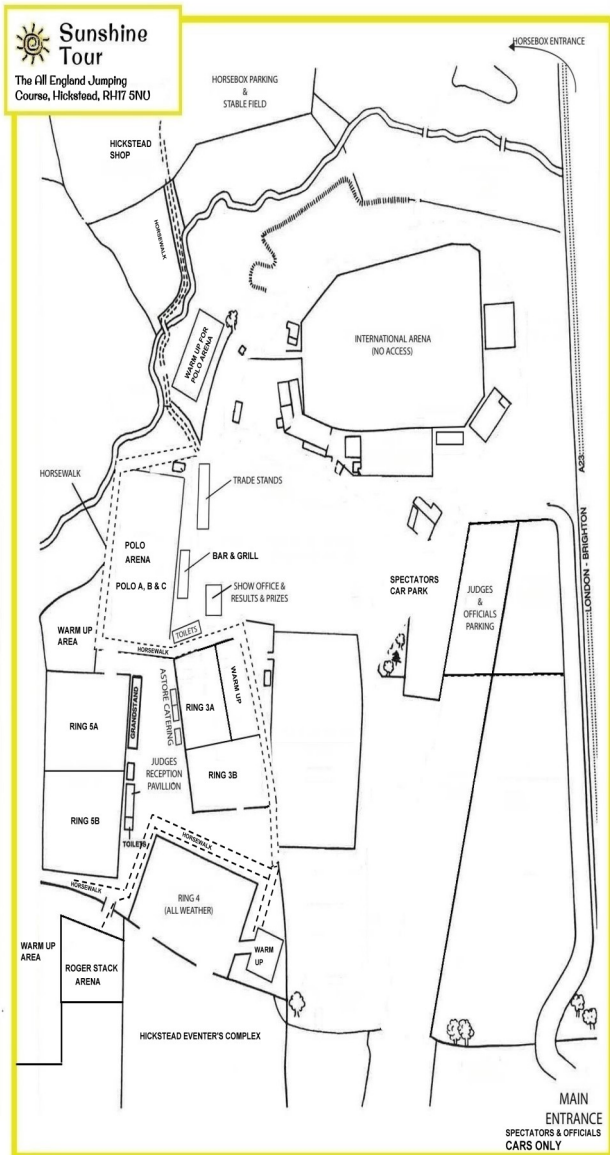 Sunshine
Tour
The All England Jumping
Course, Hickstead, RH17 5NU
HORSEBOX ENTRANCE
HORSEBOX PARKING
&
STABLE FIELD
HICKSTEAD
SHOP
HORSEWALK
WARM UP FOR
POLO ARENA
INTERNATIONAL ARENA
(NO ACCESS)
A23
LONDON - BRIGHTON
HORSEWALK
TRADE STANDS
POLO
ARENA
POLO A, B & C
BAR & GRILL
SHOW OFFICE &
RESULTS & PRIZES
SPECTATORS
CAR PARK
JUDGES
&
OFFICIALS
PARKING
WARM UP
AREA
TOILETS
HORSEWALK
ASTORE CATERING
RING 3A
WARM UP
RING 5A
GRANDSTAND
RING 3B
JUDGES
RECEPTION
PAVILLION
RING 5B
TOILETS
HORSEWALK
HORSEWALK
RING 4
(ALL WEATHER)
WARM UP
AREA
ROGER STACK
ARENA
WARM
UP
HICKSTEAD EVENTER'S COMPLEX
MAIN
ENTRANCE
SPECTATORS & OFFICIALS
CARS ONLY